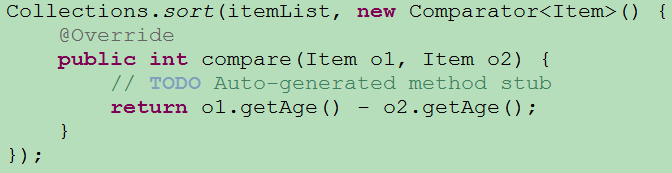 Collections.sort(itemList, new Comparator<Item>() {
    @Override
    public int compare(Item o1, Item o2) {
        // TODO Auto-generated method stub
        return o1.getAge() - o2.getAge();
    }
});